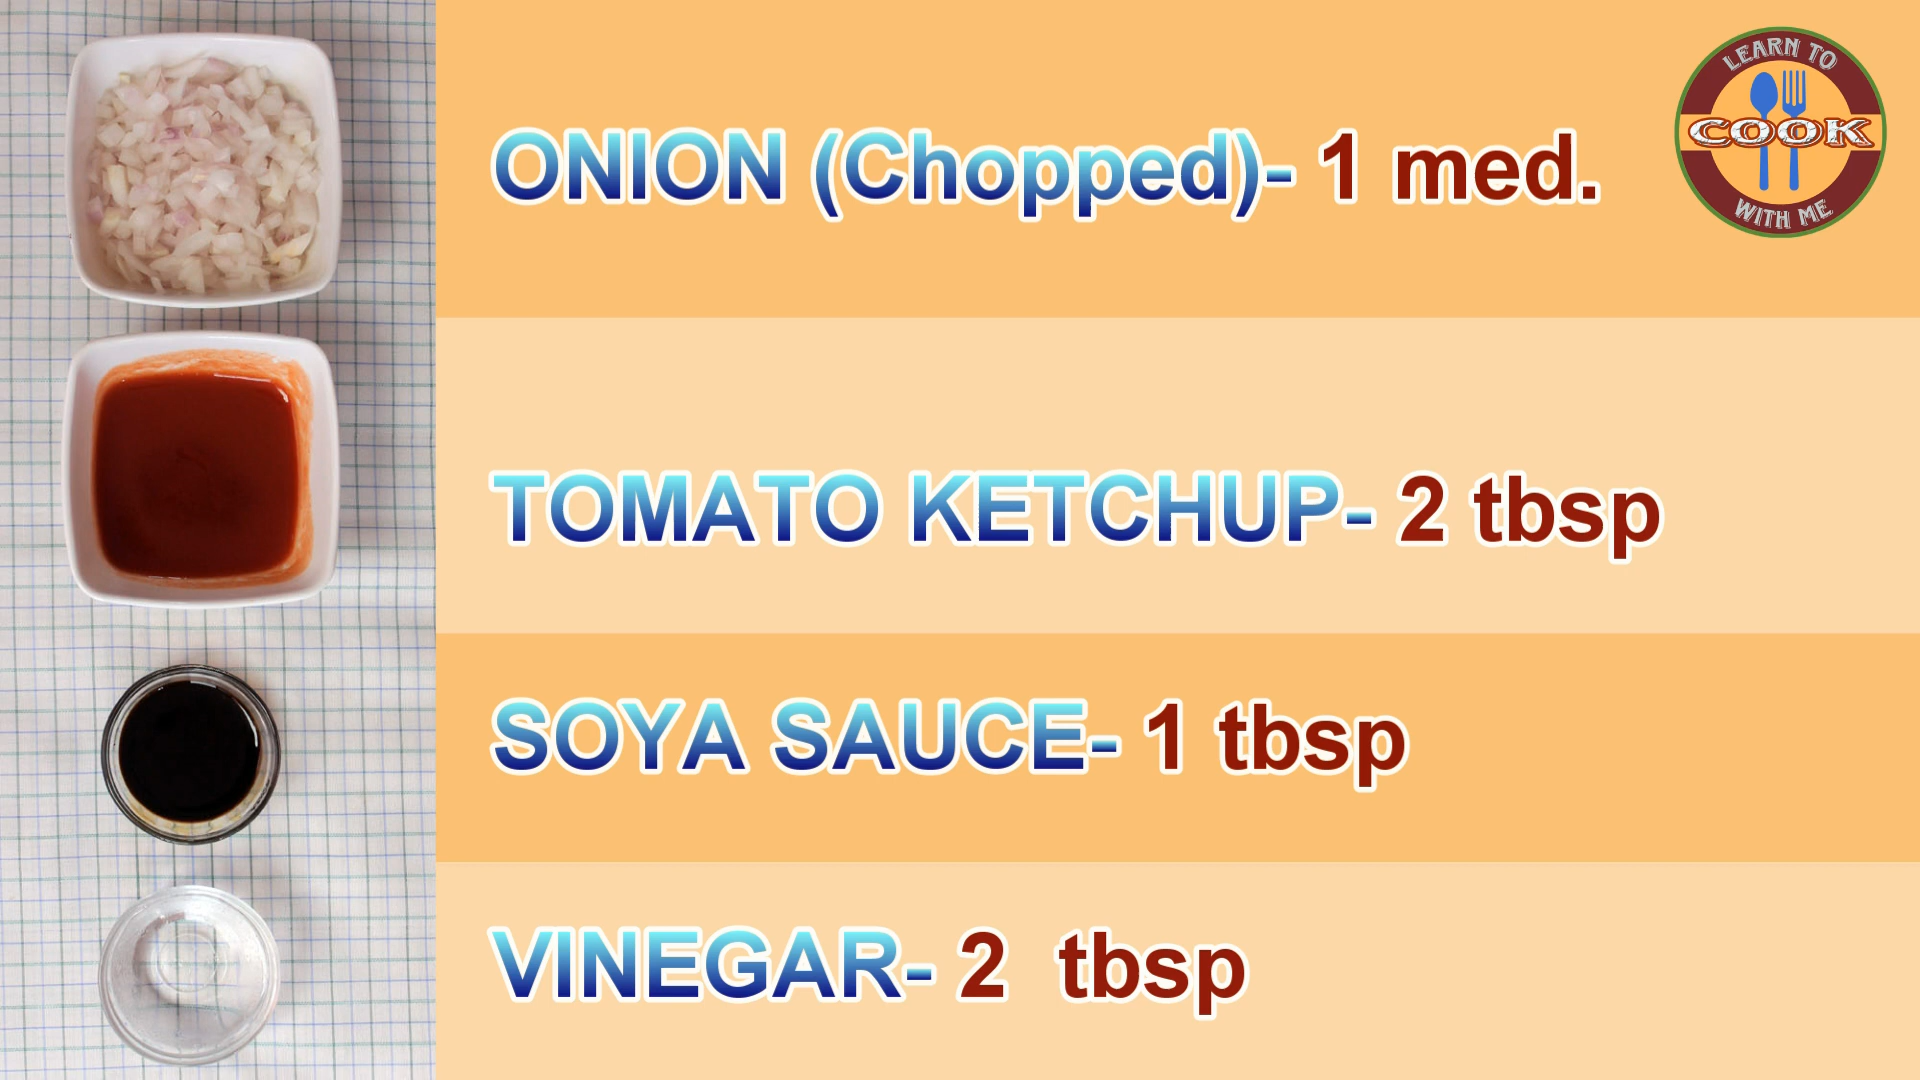 LEARN TO
COOK
WITH ME
ONION (Chopped)- 1 med.
TOMATO KETCHUP- 2 tbsp
SOYA SAUCE- 1 tbsp
VINEGAR- 2 tbsp